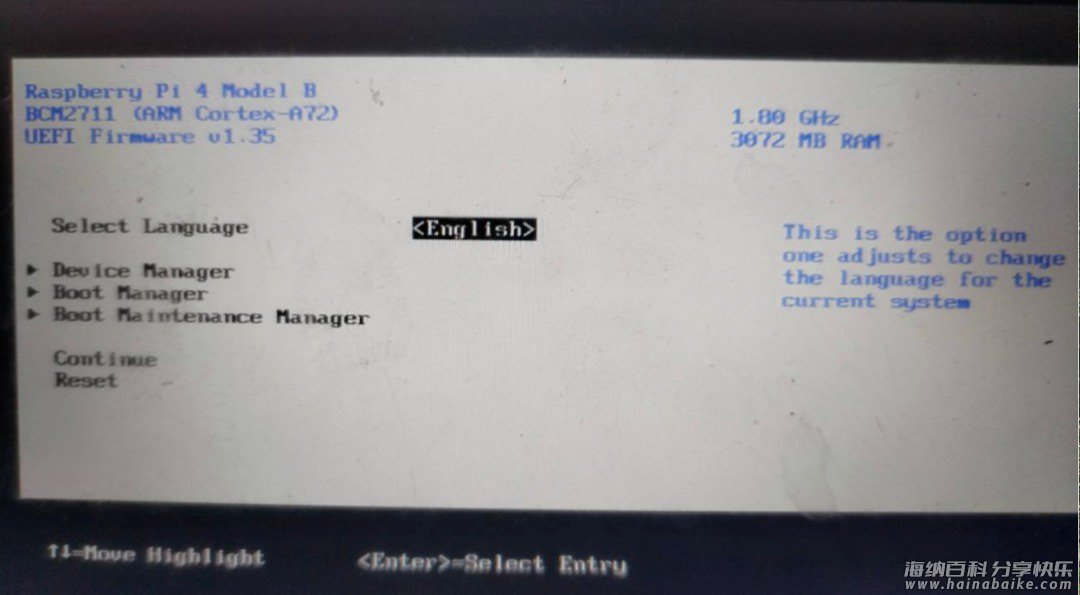 Raspberry Pi 4 Model B
BCM2711 (ARM Cortex-A72)
UEFI Firmware v1.35
1.80 GHz
3072 MB RAM
Select Language
<English>
This is the option
one adjusts to change
the language for the
current system
Device Manager
Boot Manager
Boot Maintenance Manager
Continue
Reset
↑↓=Move Highlight
<Enter>=Select Entry
海纳百科 分享快乐
www.hainabaike.com